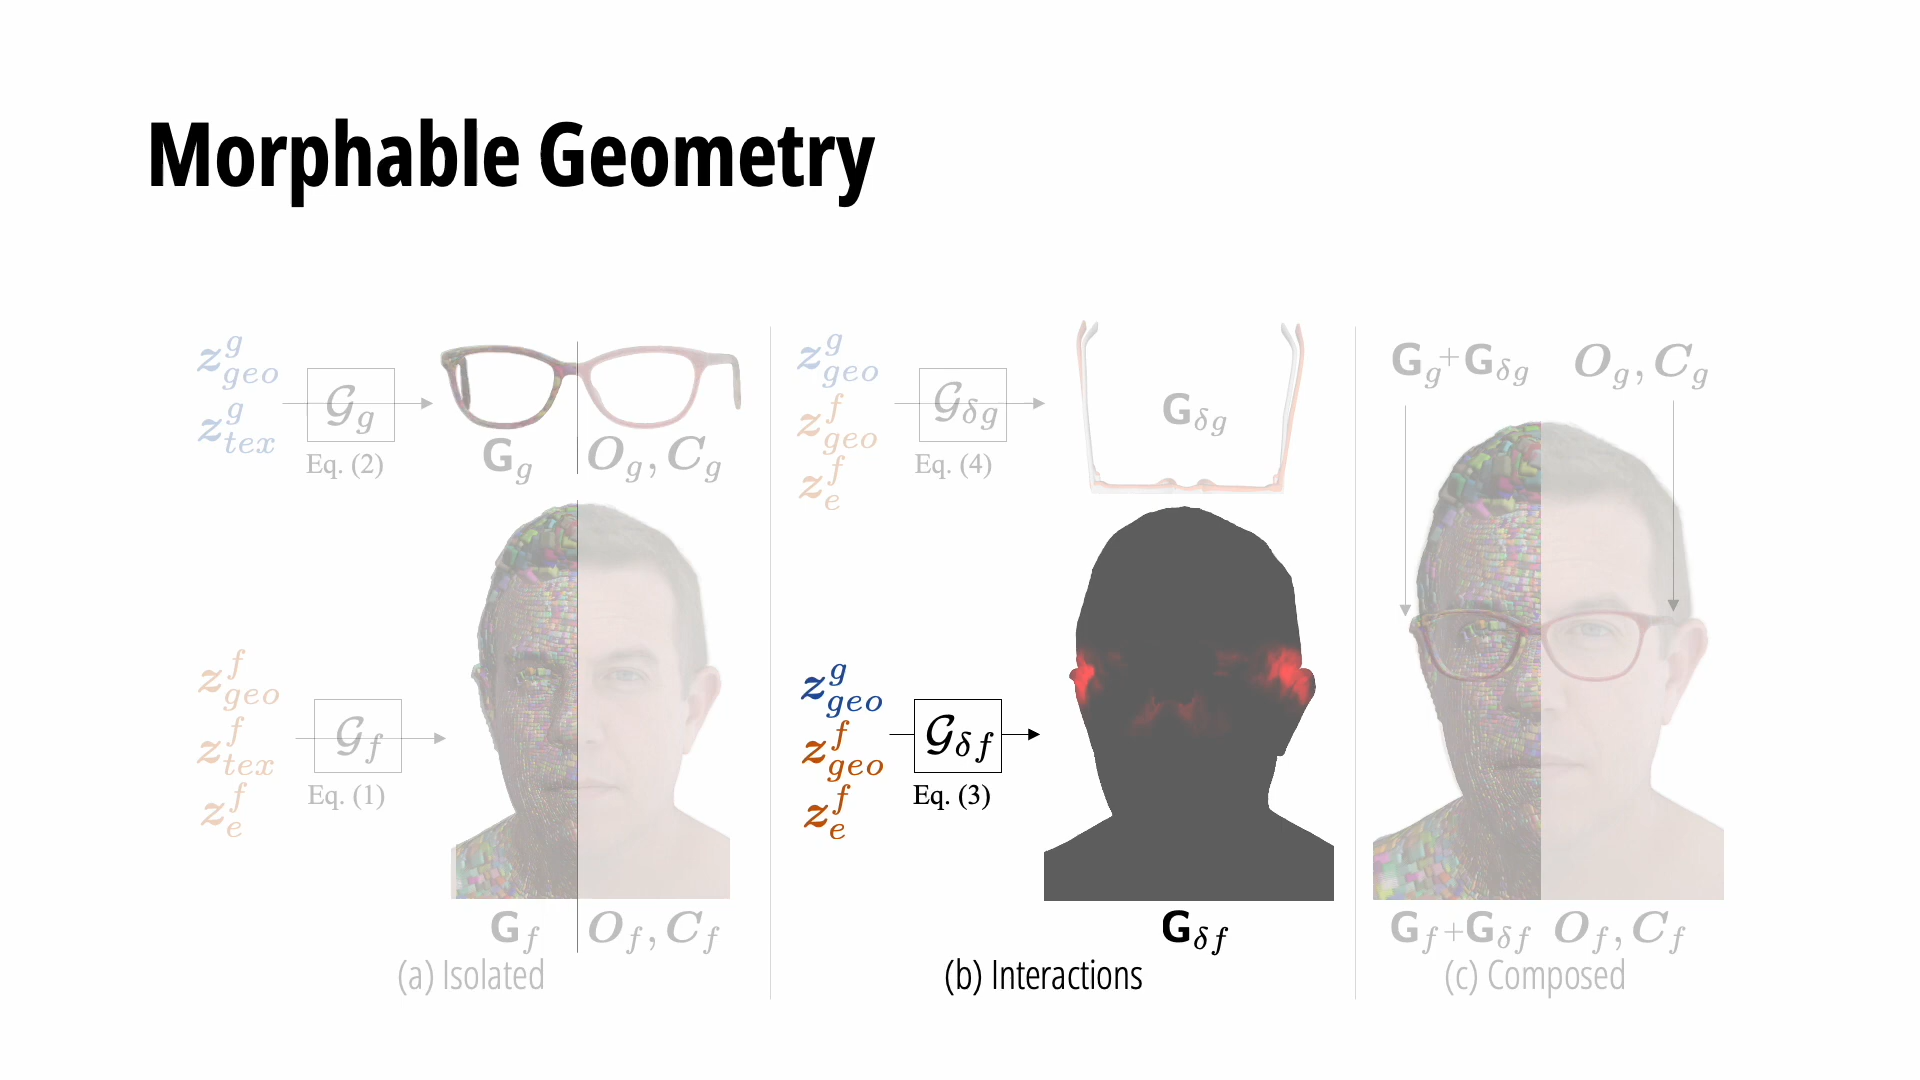 Morphable Geometry
z^g_geo
z^g_tex
𝒢_g
Eq. (2)
G_g
O_g, C_g
z^f_geo
z^f_tex
z^f_e
𝒢_f
Eq. (1)
G_f
O_f, C_f
(a) Isolated
z^g_geo
z^f_geo
z^f_e
𝒢_δg
Eq. (4)
G_δg
z^g_geo
z^f_geo
z^f_e
𝒢_δf
Eq. (3)
G_δf
(b) Interactions
G_g+G_δg
O_g, C_g
G_f+G_δf
O_f, C_f
(c) Composed